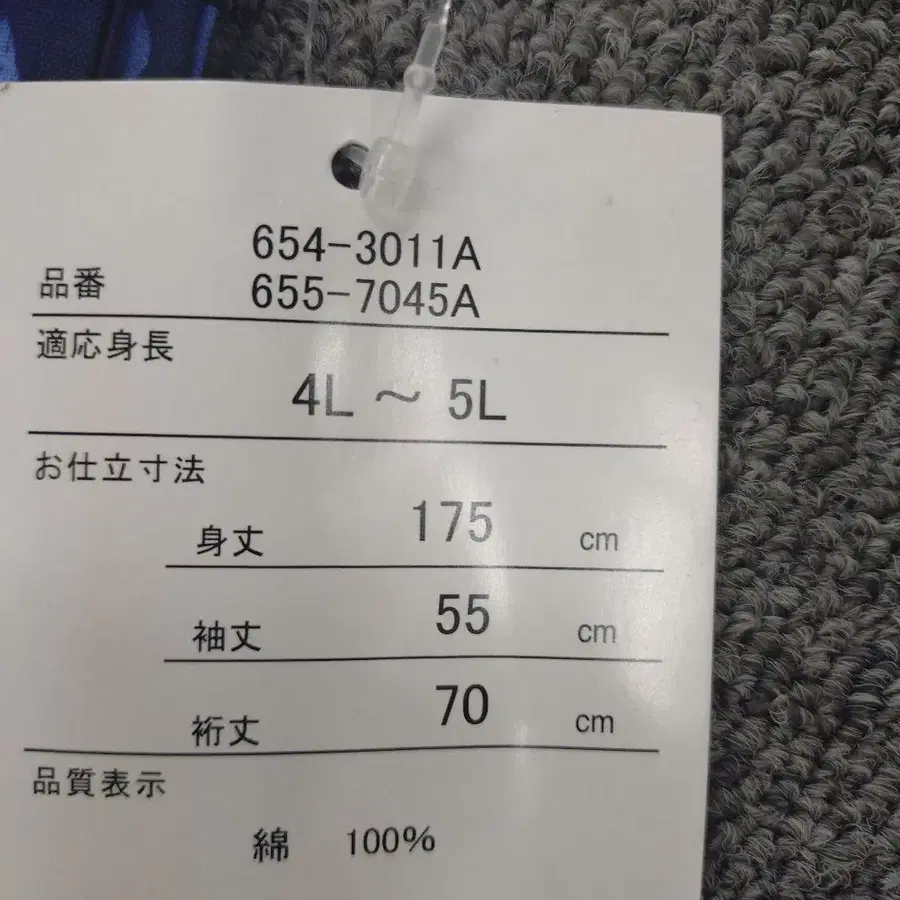 654-3011A
品番 655-7045A
適応身長
4L ～ 5L
お仕立寸法
身丈 175 cm
袖丈 55 cm
裄丈 70 cm
品質表示
綿 100%